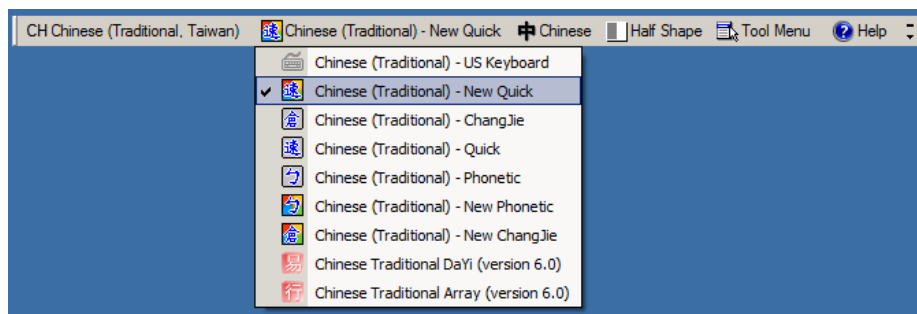 CH Chinese (Traditional, Taiwan) 速 Chinese (Traditional) - New Quick 中 Chinese Half Shape Tool Menu ? Help
Chinese (Traditional) - US Keyboard
速 Chinese (Traditional) - New Quick
倉 Chinese (Traditional) - ChangJie
速 Chinese (Traditional) - Quick
ㄅ Chinese (Traditional) - Phonetic
ㄅ Chinese (Traditional) - New Phonetic
倉 Chinese (Traditional) - New ChangJie
易 Chinese Traditional DaYi (version 6.0)
行 Chinese Traditional Array (version 6.0)